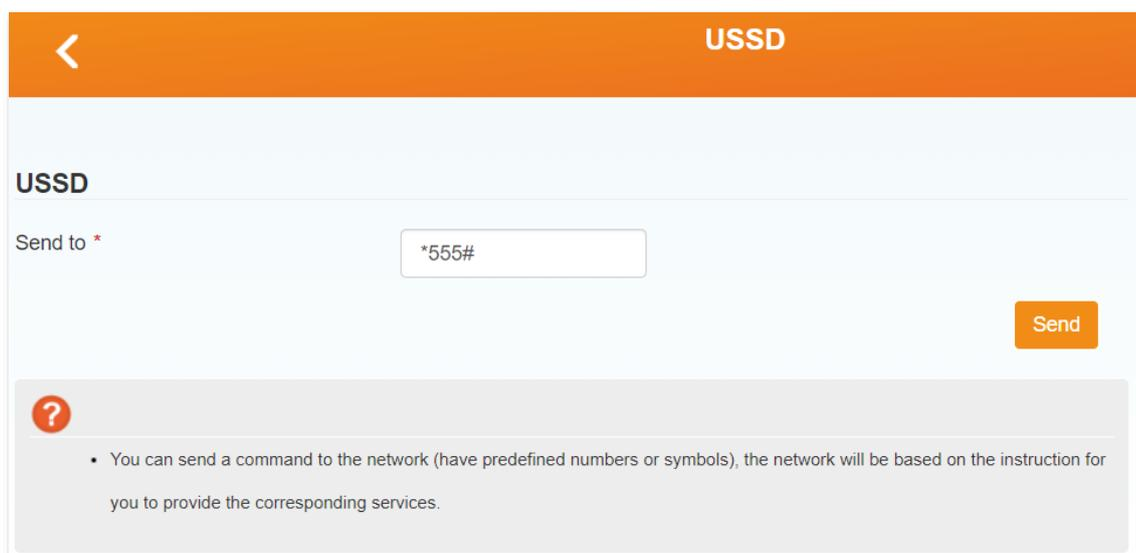 USSD
USSD
Send to *
*555#
Send
?
• You can send a command to the network (have predefined numbers or symbols), the network will be based on the instruction for
you to provide the corresponding services.